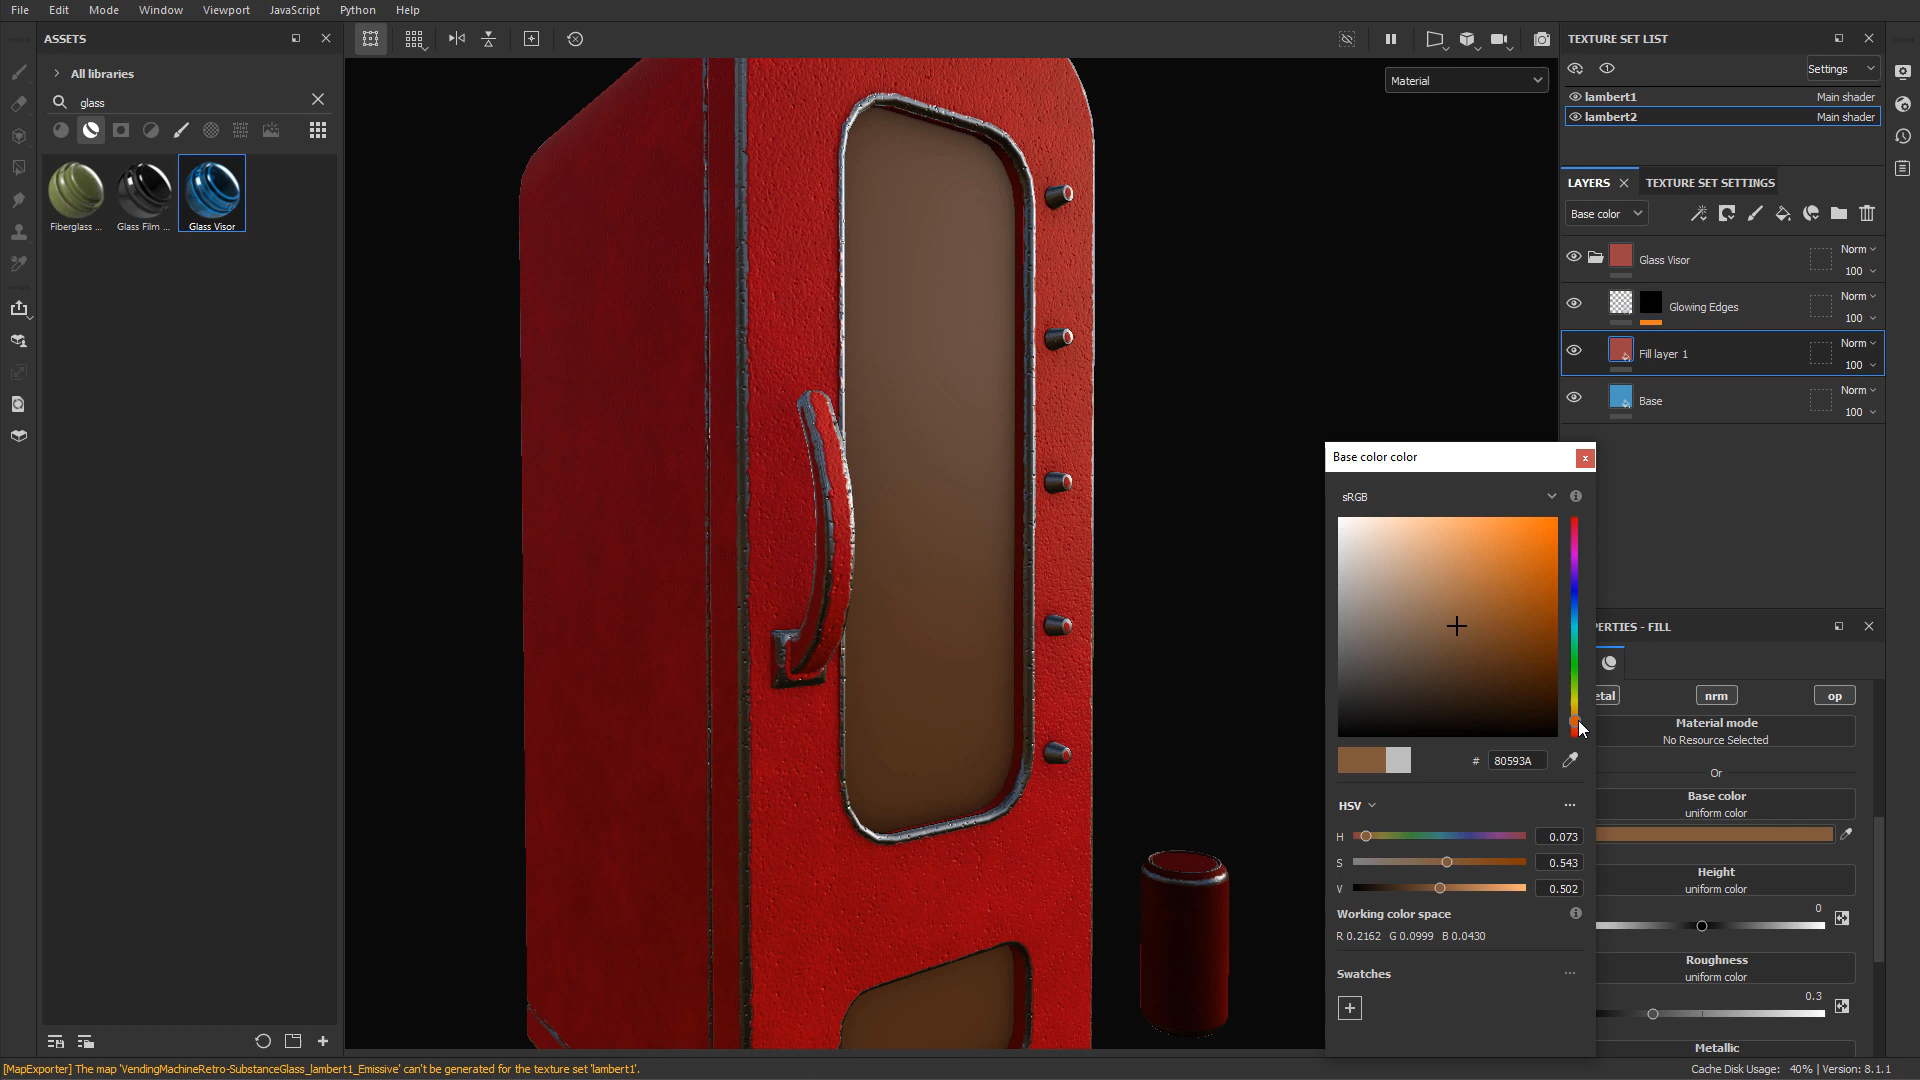 File Edit Mode Window Viewport JavaScript Python Help
ASSETS
All libraries
glass
Fiberglass ... Glass Film ... Glass Visor
Material
TEXTURE SET LIST
Settings
lambert1 Main shader
lambert2 Main shader
LAYERS TEXTURE SET SETTINGS
Base color
Glass Visor Norm 100
Glowing Edges Norm 100
Fill layer 1 Norm 100
Base Norm 100
Base color color x
sRGB
# 80593A
HSV ...
H 0.073
S 0.543
V 0.502
Working color space
R 0.2162 G 0.0999 B 0.0430
Swatches ...
+
PERTIES - FILL
etal nrm op
Material mode
No Resource Selected
Or
Base color
uniform color
Height
uniform color
0
Roughness
uniform color
0.3
Metallic
[MapExporter] The map 'VendingMachineRetro-SubstanceGlass_lambert1_Emissive' can't be generated for the texture set 'lambert1'.
Cache Disk Usage: 40% | Version: 8.1.1